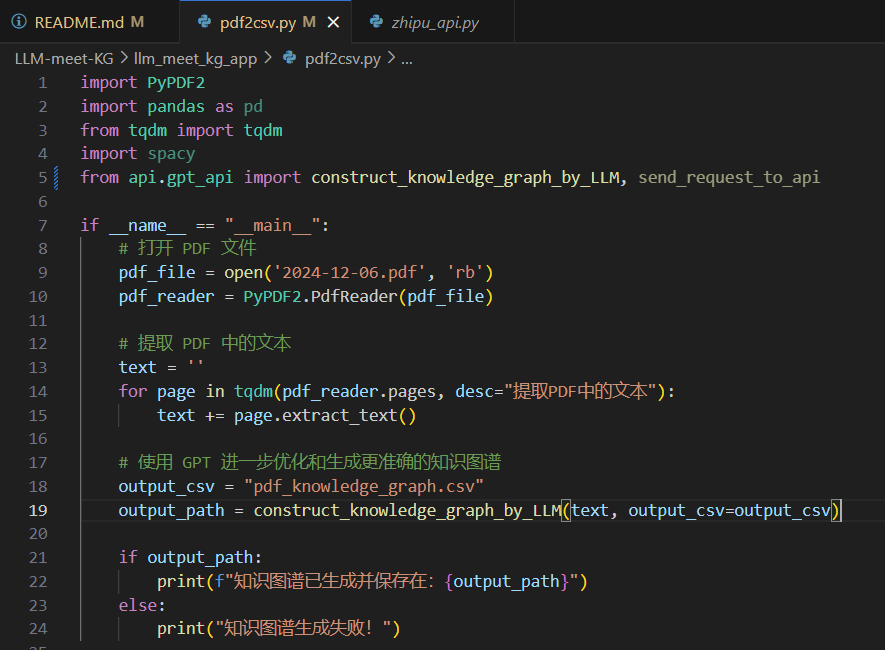 README.md M pdf2csv.py M zhipu_api.py
LLM-meet-KG > llm_meet_kg_app > pdf2csv.py > ...
1 import PyPDF2
2 import pandas as pd
3 from tqdm import tqdm
4 import spacy
5 from api.gpt_api import construct_knowledge_graph_by_LLM, send_request_to_api
6
7 if __name__ == "__main__":
8     # 打开 PDF 文件
9     pdf_file = open('2024-12-06.pdf', 'rb')
10     pdf_reader = PyPDF2.PdfReader(pdf_file)
11
12     # 提取 PDF 中的文本
13     text = ''
14     for page in tqdm(pdf_reader.pages, desc="提取PDF中的文本"):
15         text += page.extract_text()
16
17     # 使用 GPT 进一步优化和生成更准确的知识图谱
18     output_csv = "pdf_knowledge_graph.csv"
19     output_path = construct_knowledge_graph_by_LLM(text, output_csv=output_csv)
20
21     if output_path:
22         print(f"知识图谱已生成并保存在: {output_path}")
23     else:
24         print("知识图谱生成失败! ")